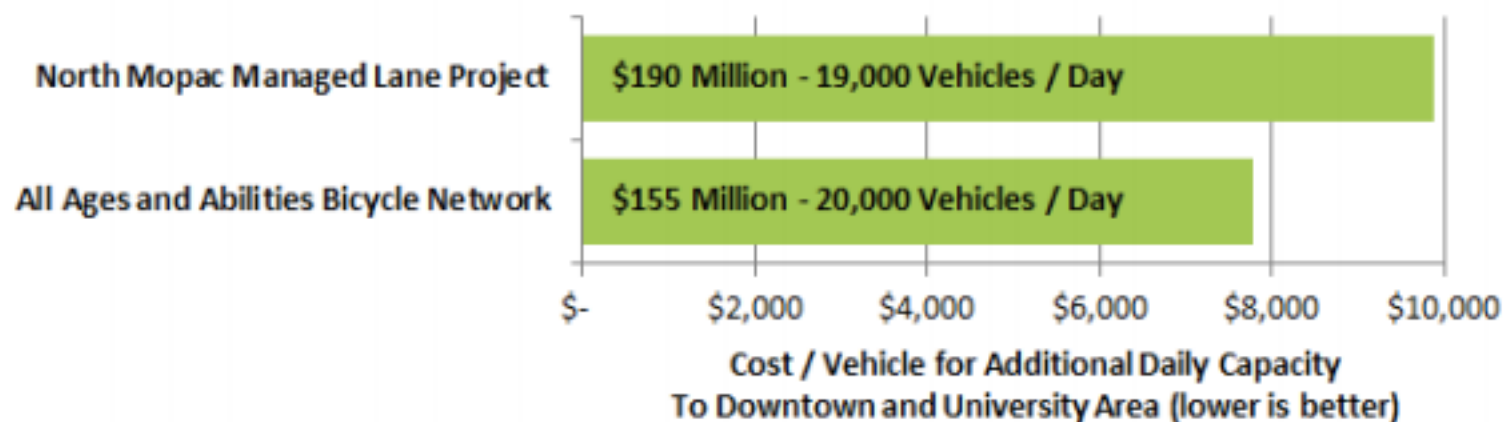 North Mopac Managed Lane Project
$190 Million - 19,000 Vehicles / Day
All Ages and Abilities Bicycle Network
$155 Million - 20,000 Vehicles / Day
$- $2,000 $4,000 $6,000 $8,000 $10,000
Cost / Vehicle for Additional Daily Capacity
To Downtown and University Area (lower is better)